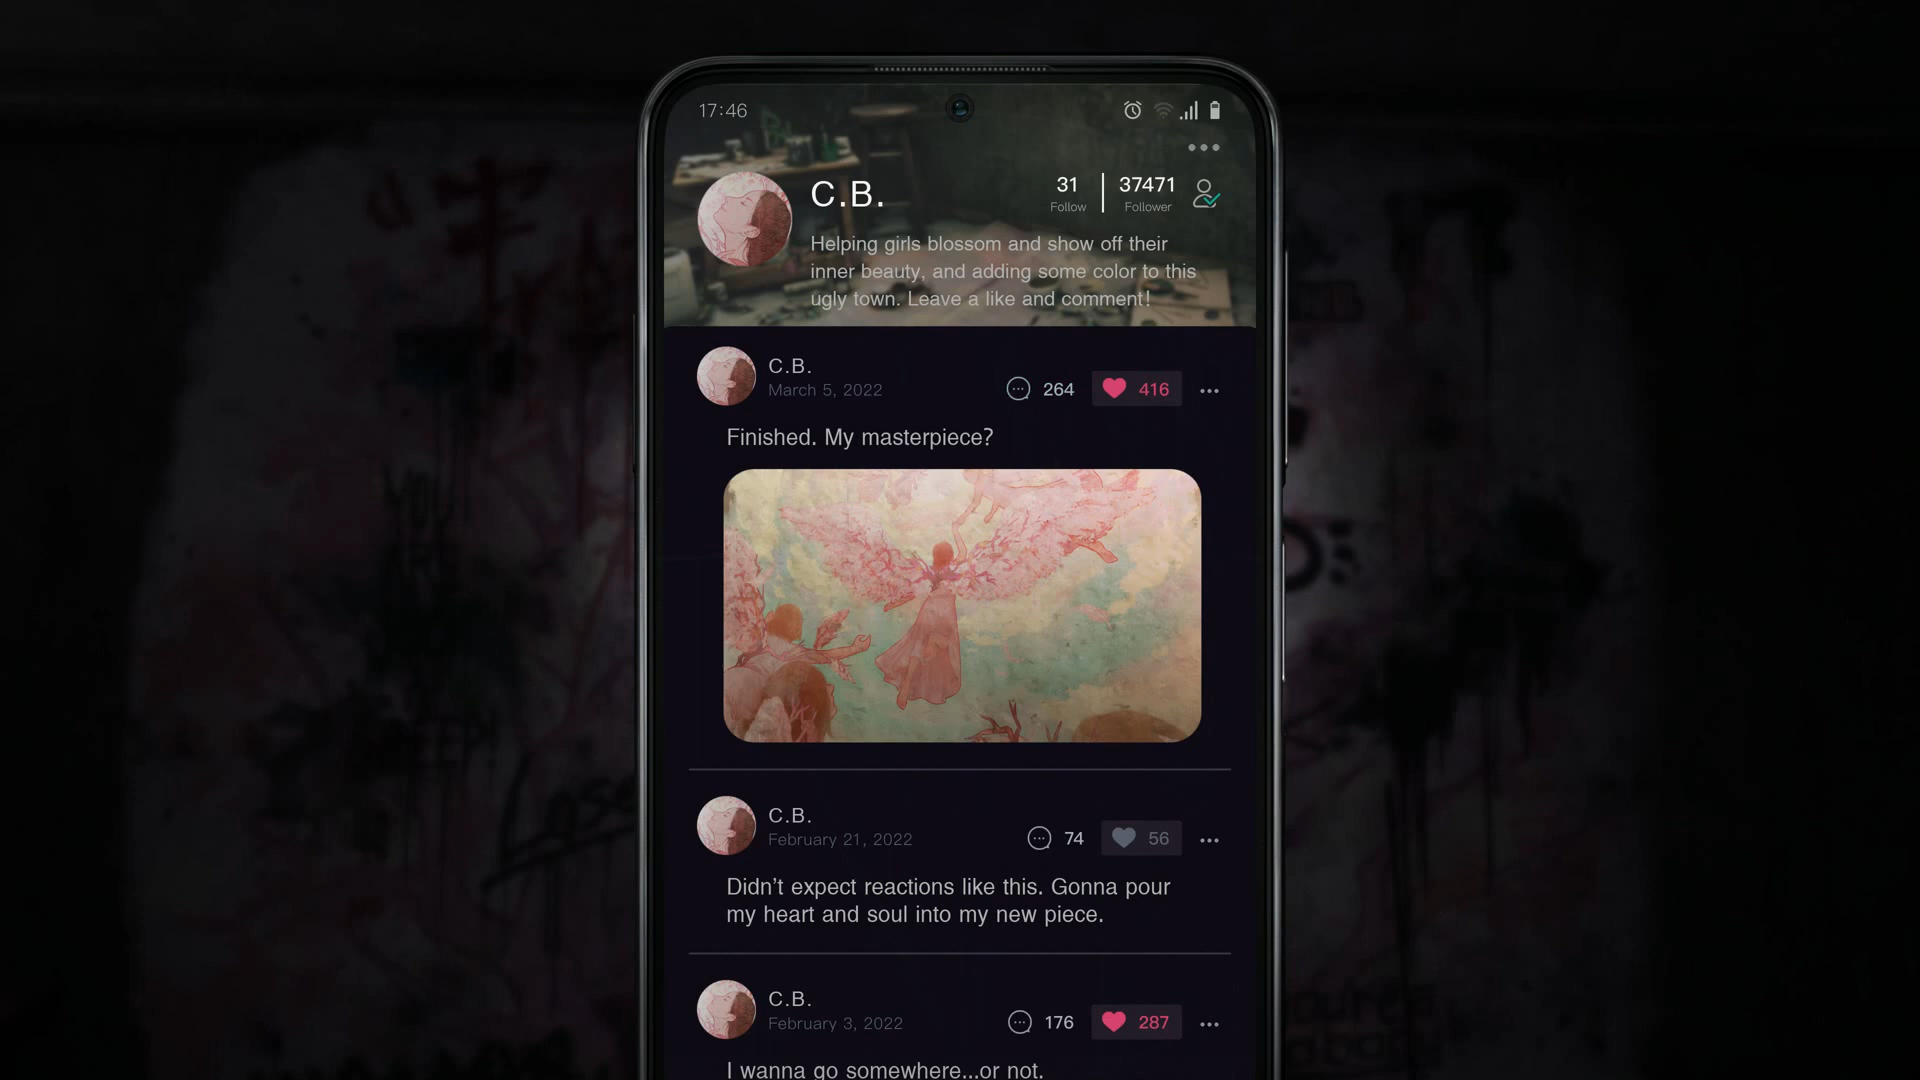 17:46
C.B.
31
Follow
37471
Follower
Helping girls blossom and show off their
inner beauty, and adding some color to this
ugly town. Leave a like and comment!
C.B.
March 5, 2022
264
416
Finished. My masterpiece?
C.B.
February 21, 2022
74
56
Didn't expect reactions like this. Gonna pour
my heart and soul into my new piece.
C.B.
February 3, 2022
176
287
I wanna go somewhere...or not.